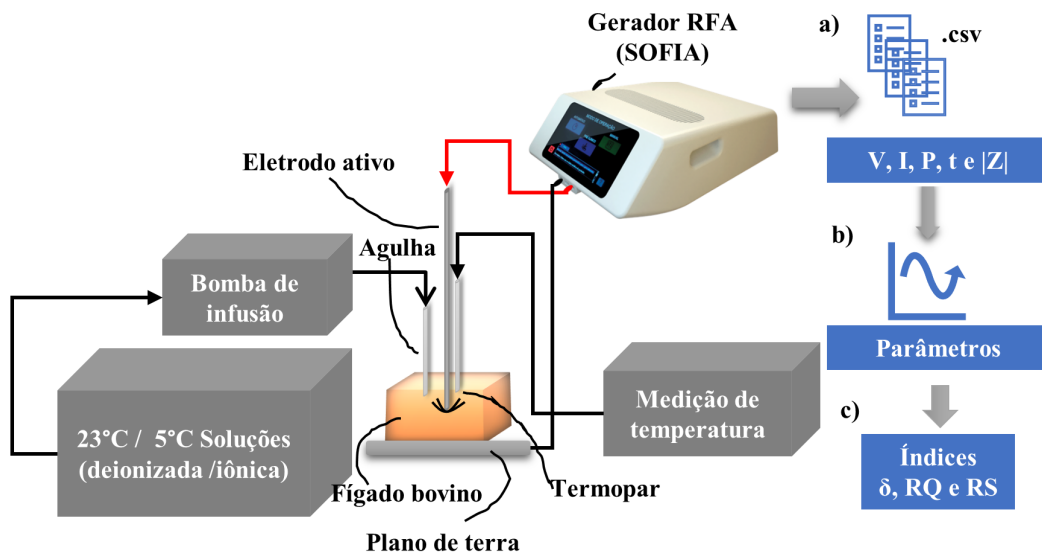 Gerador RFA
(SOFIA)
a)
.csv
V, I, P, t e |Z|
b)
Parâmetros
c)
Índices
δ, RQ e RS
Eletrodo ativo
Agulha
Bomba de
infusão
23°C / 5°C Soluções
(deionizada /iônica)
Medição de
temperatura
Fígado bovino
Termopar
Plano de terra